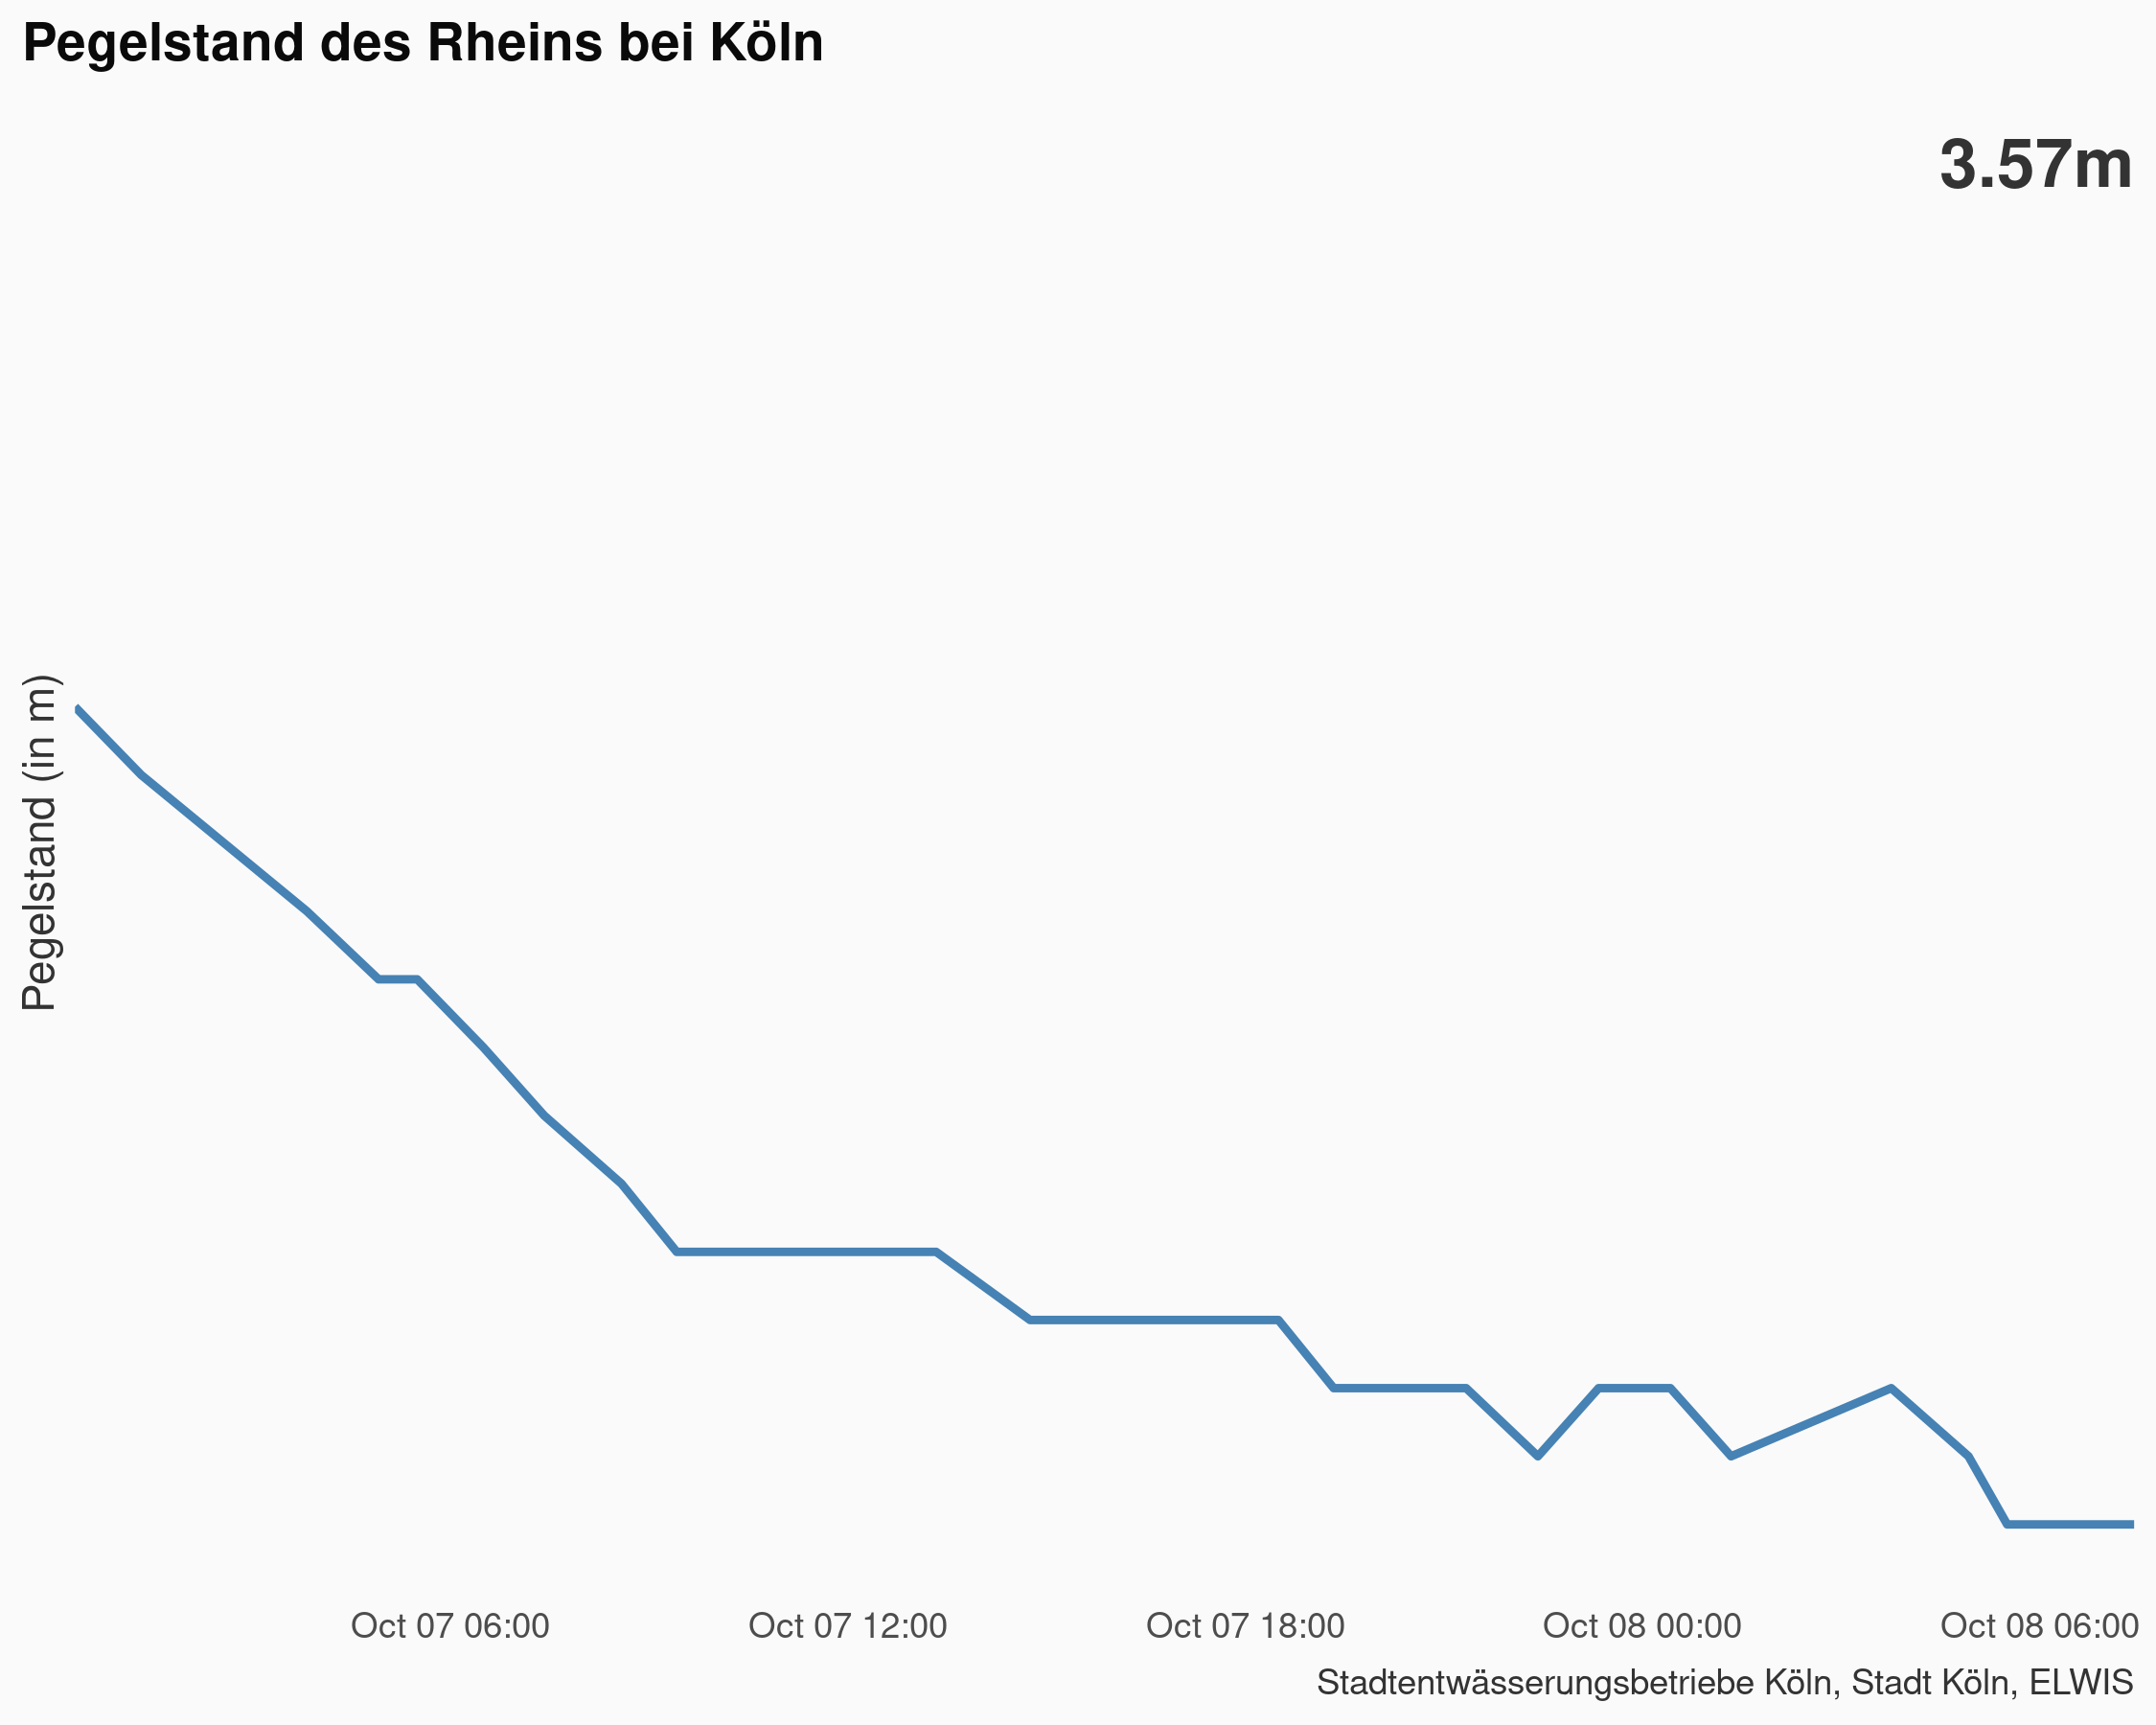 Pegelstand des Rheins bei Köln
3.57m
Pegelstand (in m)
Oct 07 06:00 Oct 07 12:00 Oct 07 18:00 Oct 08 00:00 Oct 08 06:00
Stadtentwässerungsbetriebe Köln, Stadt Köln, ELWIS